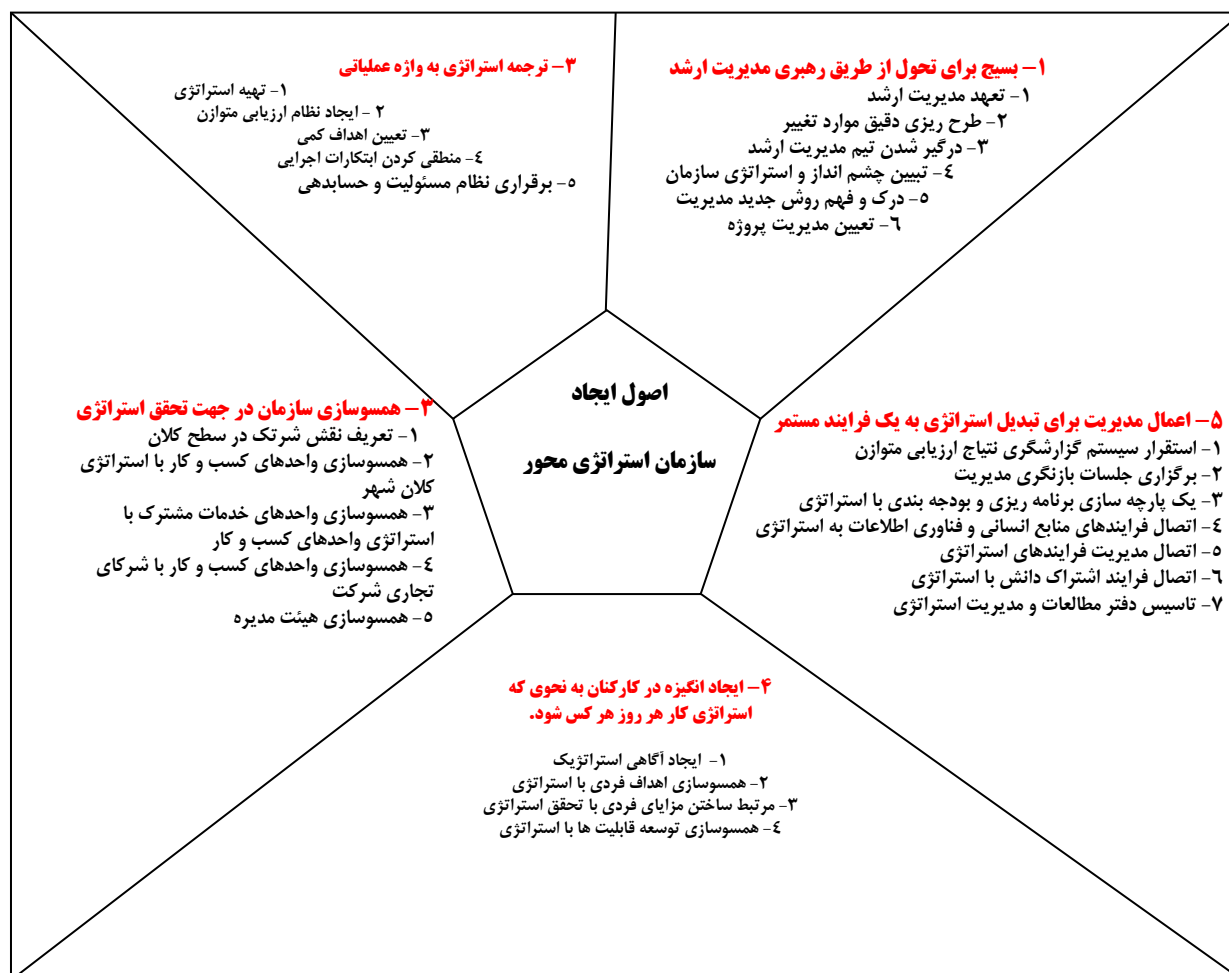 ۱- بسیج برای تحول از طریق رهبری مدیریت ارشد
۱- تعهد مدیریت ارشد
۲- طرح ریزی دقیق موارد تغییر
۳- درگیر شدن تیم مدیریت ارشد
٤- تبیین چشم انداز و استراتژی سازمان
٥- درک و فهم روش جدید مدیریت
٦- تعیین مدیریت پروژه
۳- ترجمه استراتژی به واژه عملیاتی
۱- تهیه استراتژی
۲- ایجاد نظام ارزیابی متوازن
۳- تعیین اهداف کمی
٤- منطقی کردن ابتکارات اجرایی
٥- برقراری نظام مسئولیت و حسابدهی
اصول ایجاد
سازمان استراتژی محور
۳- همسوسازی سازمان در جهت تحقق استراتژی
۱- تعریف نقش شرتک در سطح کلان
۲- همسوسازی واحدهای کسب و کار با استراتژی
کلان شهر
۳- همسوسازی واحدهای خدمات مشترک با
استراتژی واحدهای کسب و کار
٤- همسوسازی واحدهای کسب و کار با شرکای
تجاری شرکت
٥- همسوسازی هیئت مدیره
۴- ایجاد انگیزه در کارکنان به نحوی که
استراتژی کار هر روز هر کس شود.
۱- ایجاد آگاهی استراتژیک
۲- همسوسازی اهداف فردی با استراتژی
۳- مرتبط ساختن مزایای فردی با تحقق استراتژی
٤- همسوسازی توسعه قابلیت ها با استراتژی
۵- اعمال مدیریت برای تبدیل استراتژی به یک فرایند مستمر
۱- استقرار سیستم گزارشگری نتیاج ارزیابی متوازن
۲- برگزاری جلسات بازنگری مدیریت
۳- یک پارچه سازی برنامه ریزی و بودجه بندی با استراتژی
٤- اتصال فرایندهای منابع انسانی و فناوری اطلاعات به استراتژی
٥- اتصال مدیریت فرایندهای استراتژی
٦- اتصال فرایند اشتراک دانش با استراتژی
۷- تاسیس دفتر مطالعات و مدیریت استراتژی